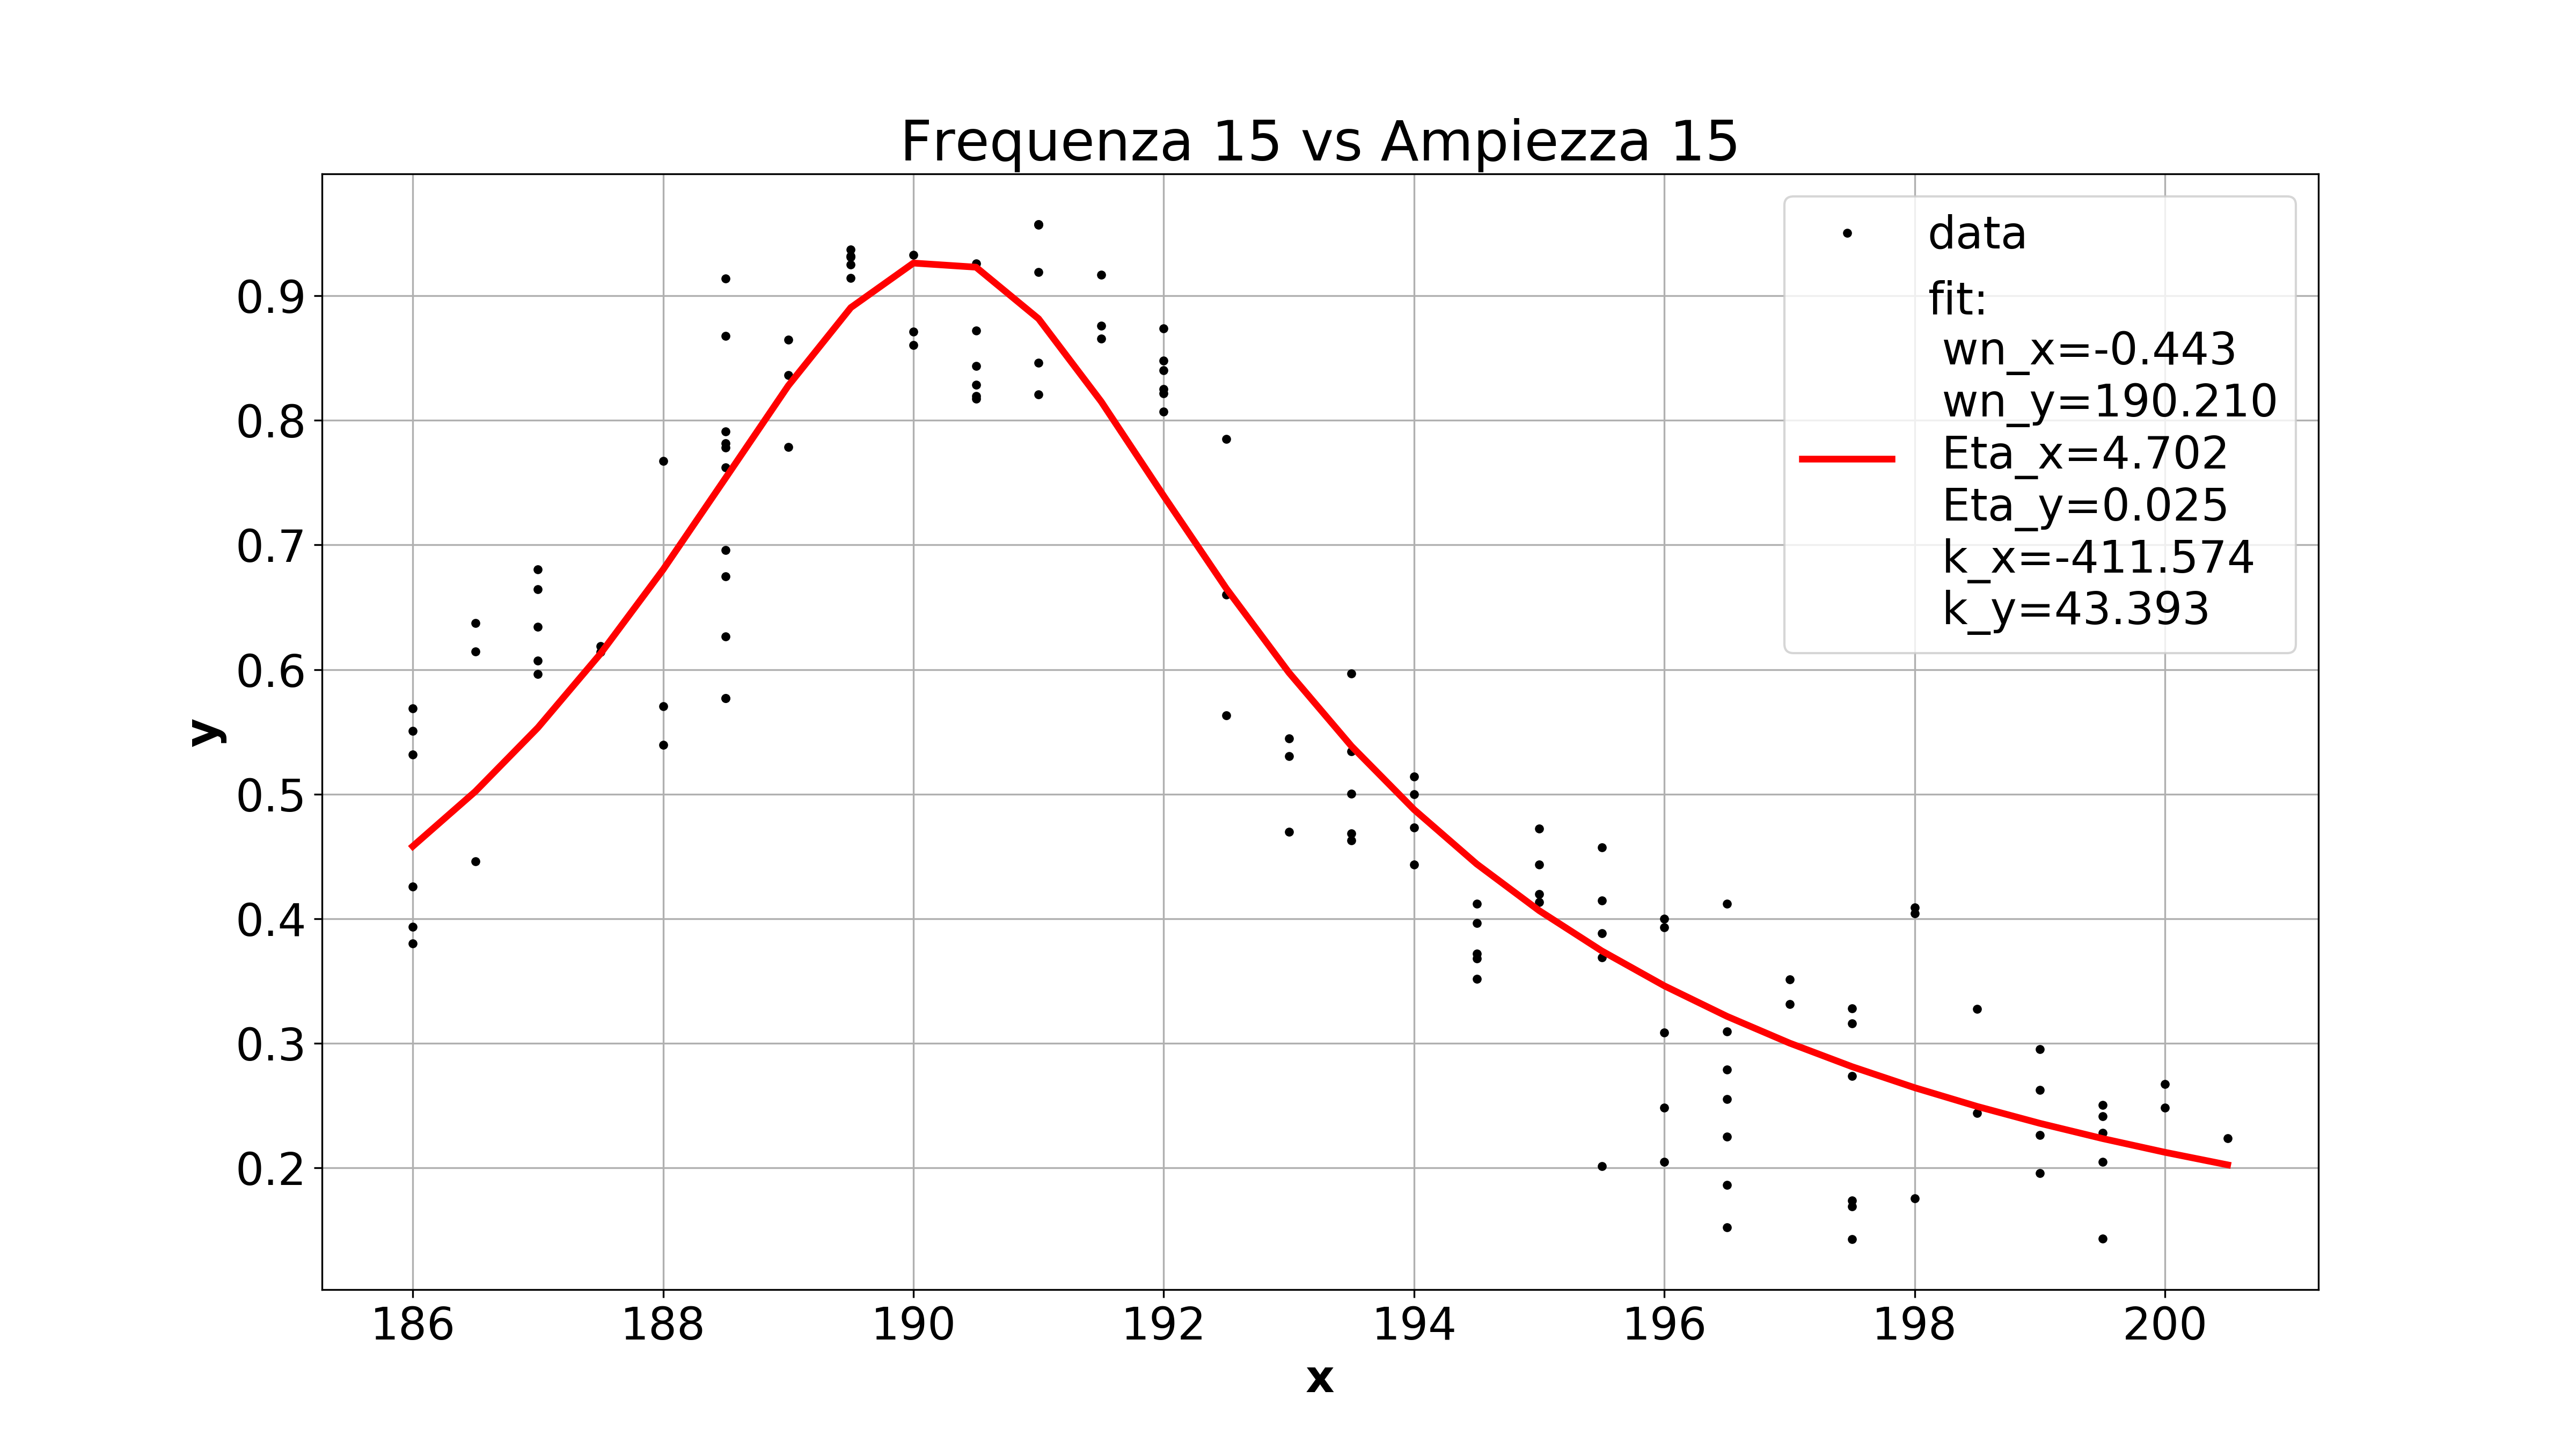 Frequenza 15 vs Ampiezza 15
data
fit:
wn_x=-0.443
wn_y=190.210
Eta_x=4.702
Eta_y=0.025
k_x=-411.574
k_y=43.393
0.9
0.8
0.7
0.6
0.5
0.4
0.3
0.2
y
186 188 190 192 194 196 198 200
x